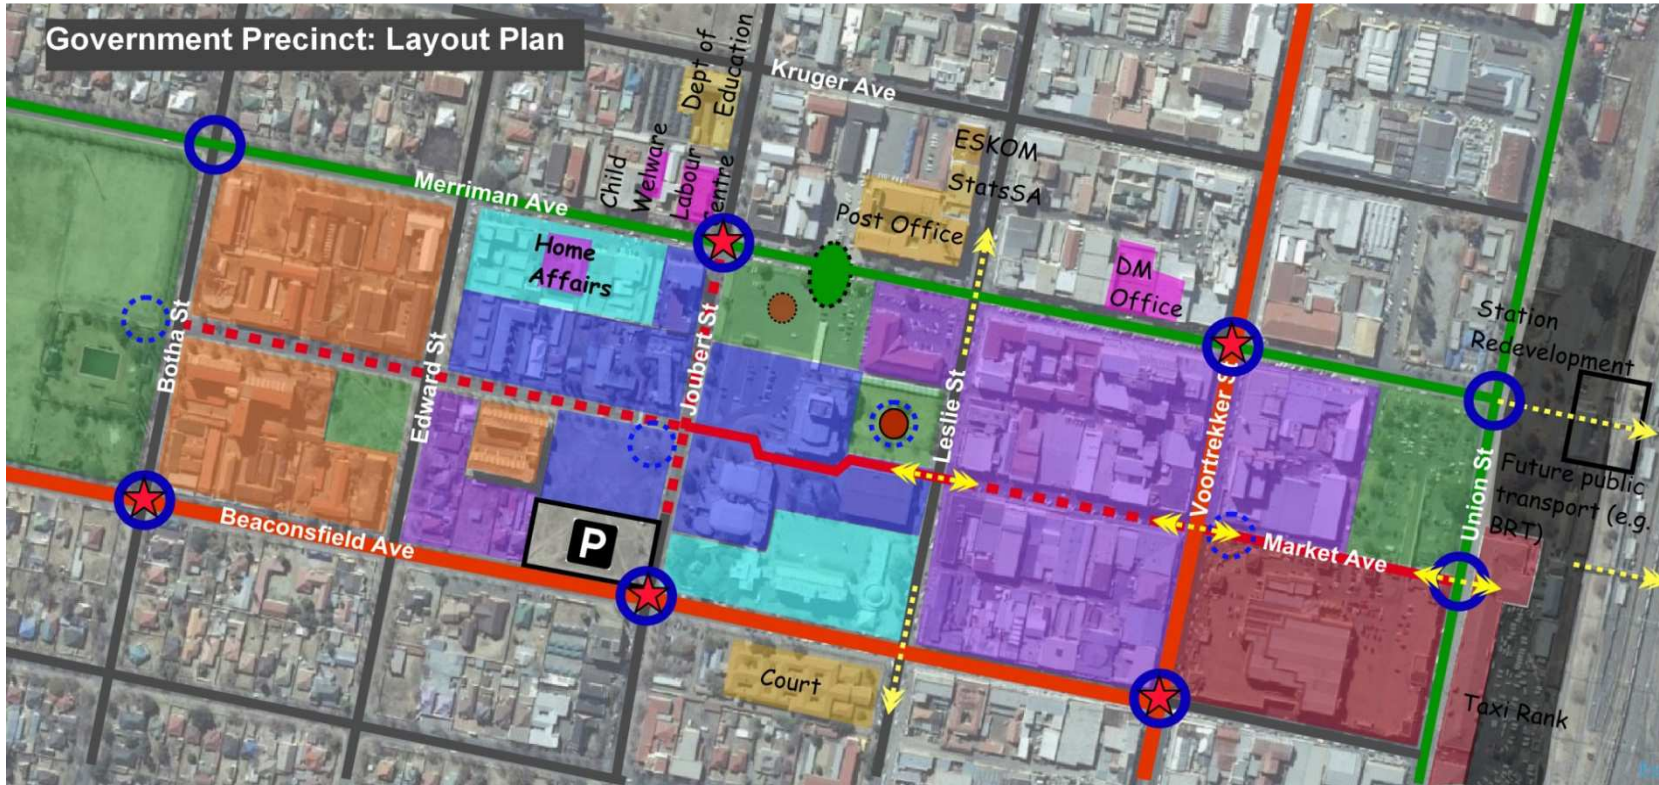 Government Precinct: Layout Plan
Dept of
Education
Kruger Ave
Child
Welware
Labour
Centre
ESKOM
StatsSA
Post Office
Merriman Ave
Home
Affairs
DM
Office
Station
Redevelopment
Botha St
Edward St
Joubert St
Leslie St
Voortrekker St
Union St
Future public
transport (e.g.
BRT)
Market Ave
P
Beaconsfield Ave
Court
Taxi Rank